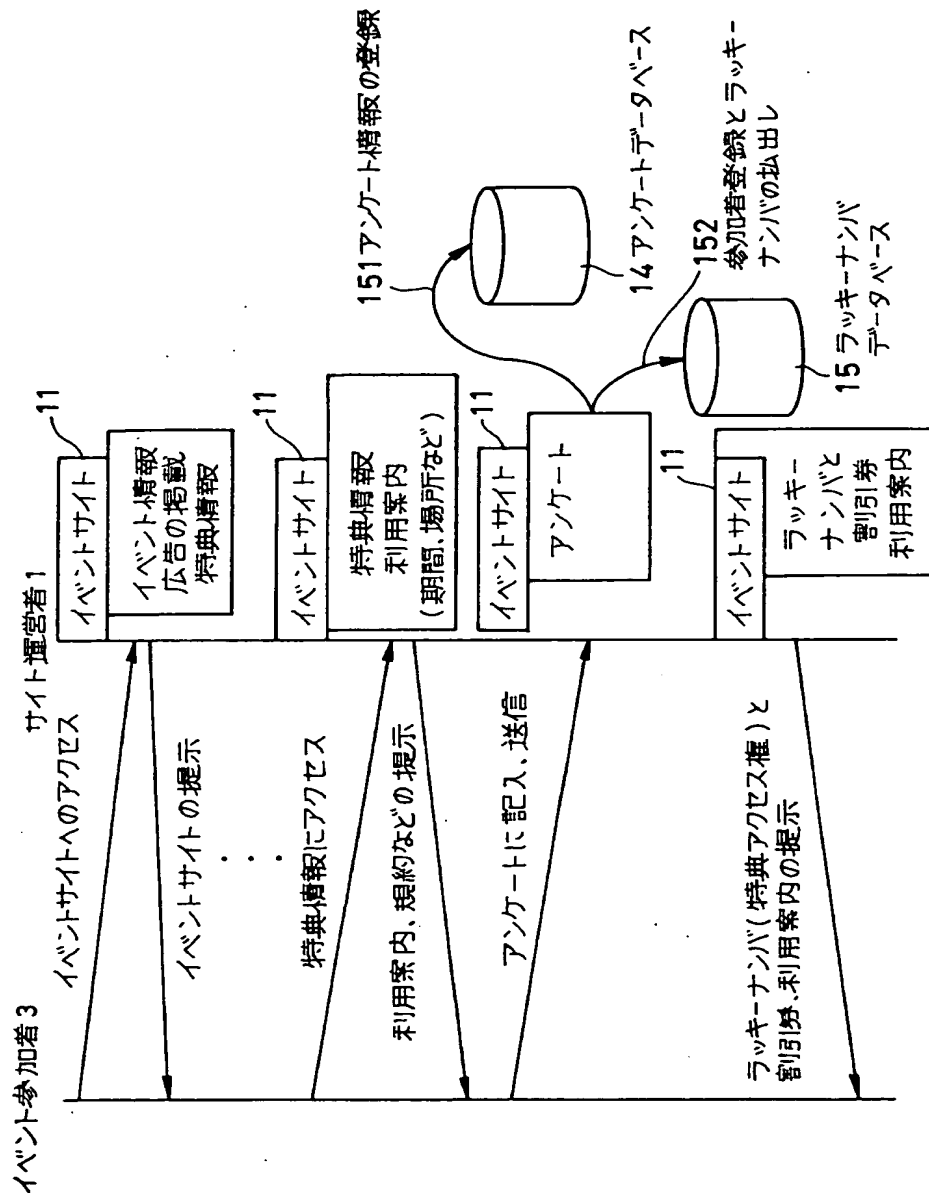 イベント参加者3
サイト運営者1
イベントサイトへのアクセス
イベントサイト
11
イベント情報
広告の掲載
特典情報
イベントサイトの提示
・・・
特典情報にアクセス
イベントサイト
11
特典情報
利用案内
(期間、場所など)
利用案内、規約などの提示
アンケートに記入、送信
イベントサイト
11
アンケート
151アンケート情報の登録
14アンケートデータベース
152
参加者登録とラッキー
ナンバの払出し
15ラッキーナンバ
データベース
11
イベントサイト
ラッキー
ナンバと
割引券
利用案内
ラッキーナンバ(特典アクセス権)と
割引券、利用案内の提示